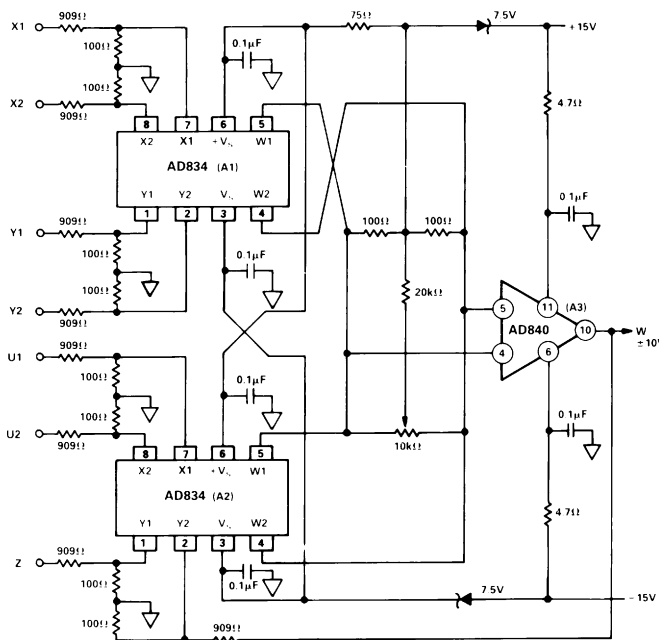 X1
909Ω
100Ω
100Ω
X2
909Ω
0.1μF
75Ω
7.5V
+15V
4.7Ω
8 7 6 5
X2 X1 +VS W1
AD834 (A1)
Y1 Y2 VS W2
1 2 3 4
Y1
909Ω
100Ω
100Ω
Y2
909Ω
0.1μF
100Ω
100Ω
20kΩ
0.1μF
11 (A3)
5
AD840
10
W
±10V
4
6
U1
909Ω
100Ω
100Ω
U2
909Ω
0.1μF
0.1μF
10kΩ
8 7 6 5
X2 X1 +VS W1
AD834 (A2)
Y1 Y2 VS W2
1 2 3 4
4.7Ω
Z
909Ω
100Ω
100Ω
0.1μF
7.5V
-15V
909Ω